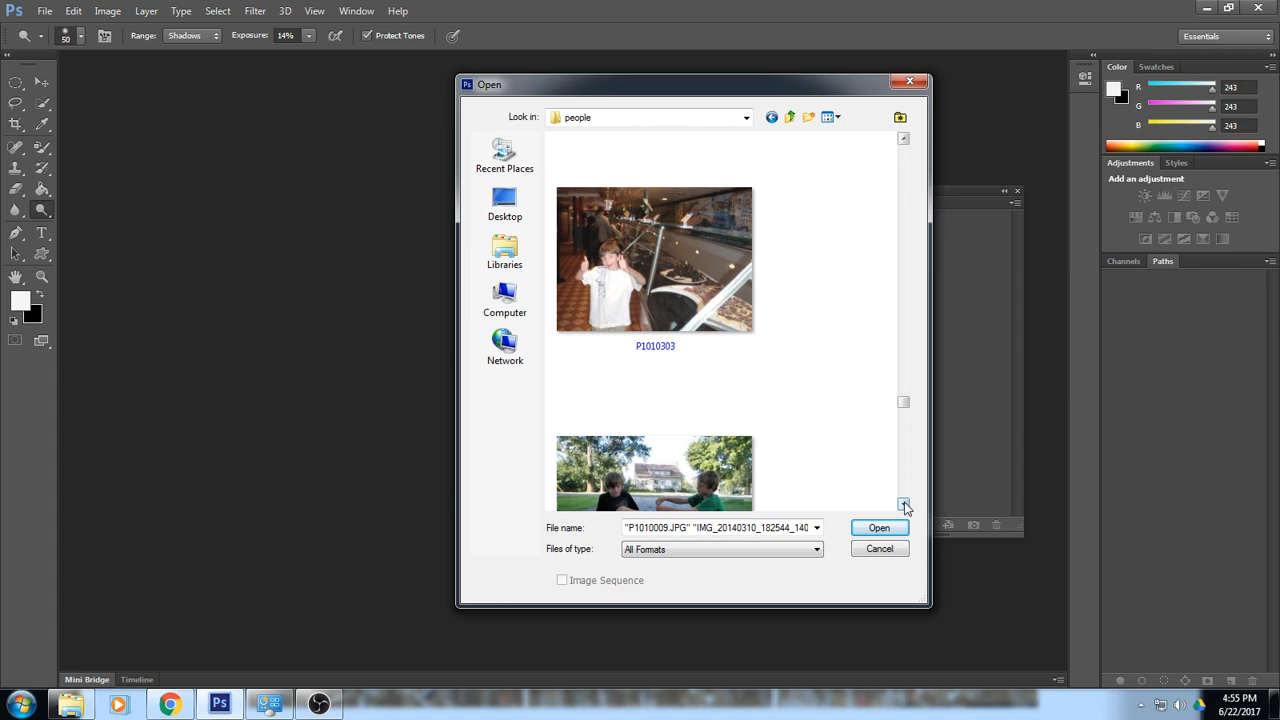 Ps File Edit Image Layer Type Select Filter 3D View Window Help
50 Range: Shadows Exposure: 14% Protect Tones Essentials
Ps Open
Color Swatches
Look in: people
R 243
G 243
B 243
Recent Places
Desktop
Libraries
Computer
Network
Adjustments Styles
Add an adjustment
Channels Paths
P1010303
File name: "P1010009.JPG" "IMG_20140310_182544_140 Open
Files of type: All Formats Cancel
Image Sequence
Mini Bridge Timeline
Ps
4:55 PM
6/22/2017